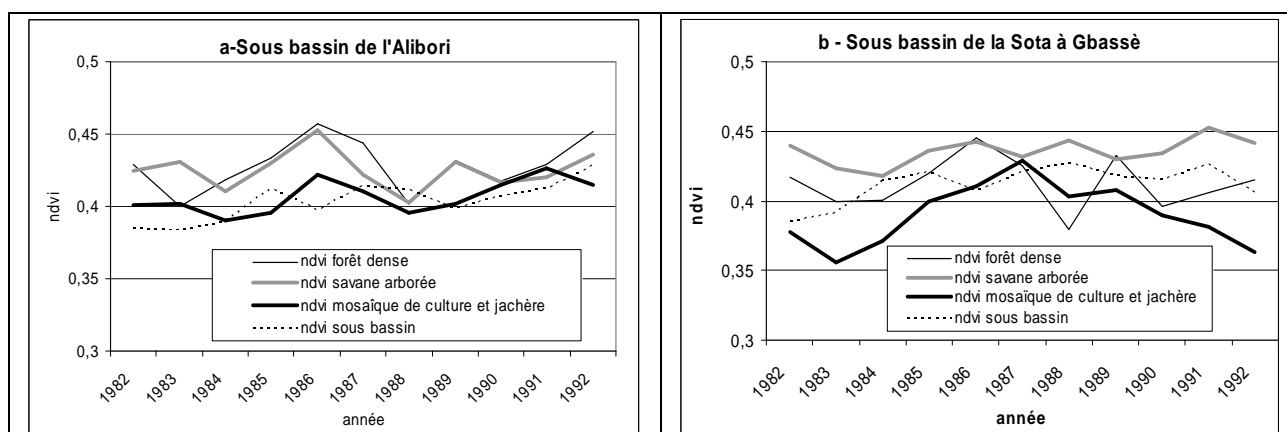 a-Sous bassin de l'Alibori
0,5
0,45
0,4
0,35
0,3
ndvi
ndvi forêt dense
ndvi savane arborée
ndvi mosaîque de culture et jachère
ndvi sous bassin
1982 1983 1984 1985 1986 1987 1988 1989 1990 1991 1992
année
b - Sous bassin de la Sota à Gbassè
0,5
0,45
0,4
0,35
0,3
ndvi
ndvi forêt dense
ndvi savane arborée
ndvi mosaïque de culture et jachère
ndvi sous bassin
1982 1983 1984 1985 1986 1987 1988 1989 1990 1991 1992
année